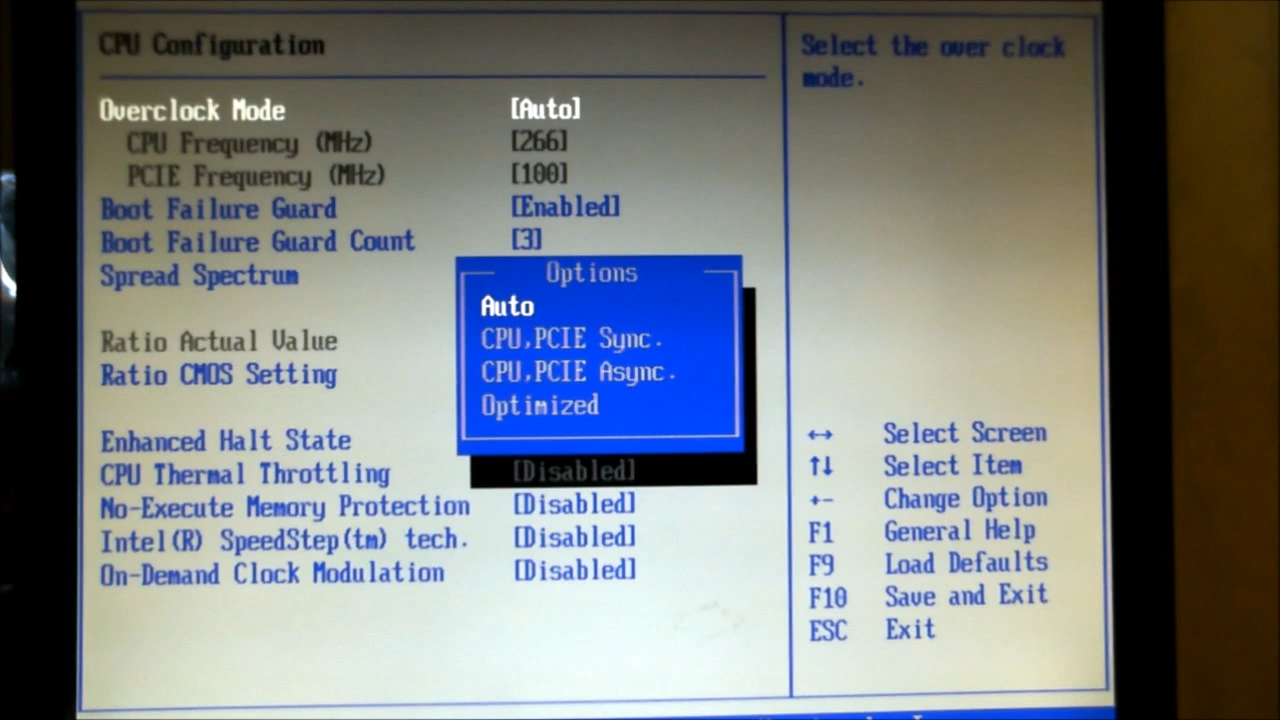 CPU Configuration
Overclock Mode [Auto]
CPU Frequency (MHz) [266]
PCIE Frequency (MHz) [100]
Boot Failure Guard [Enabled]
Boot Failure Guard Count [3]
Spread Spectrum
Ratio Actual Value
Ratio CMOS Setting
Enhanced Halt State
CPU Thermal Throttling [Disabled]
No-Execute Memory Protection [Disabled]
Intel(R) SpeedStep(tm) tech. [Disabled]
On-Demand Clock Modulation [Disabled]
Options
Auto
CPU,PCIE Sync.
CPU,PCIE Async.
Optimized
Select the over clock
mode.
↔ Select Screen
↑↓ Select Item
+- Change Option
F1 General Help
F9 Load Defaults
F10 Save and Exit
ESC Exit